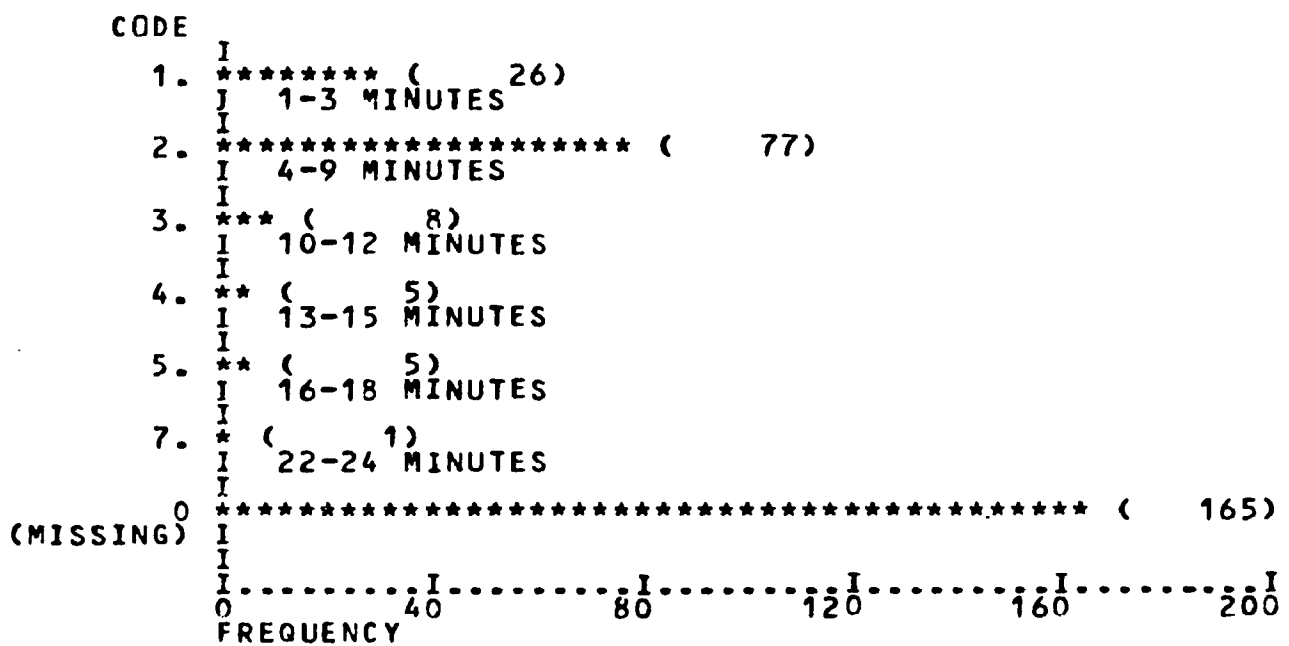 CODE
I
1. ******** ( 26)
I 1-3 MINUTES
I
2. ******************** ( 77)
I 4-9 MINUTES
I
3. *** ( 8)
I 10-12 MINUTES
I
4. ** ( 5)
I 13-15 MINUTES
I
5. ** ( 5)
I 16-18 MINUTES
I
7. * ( 1)
I 22-24 MINUTES
I
0 ****************************************** ( 165)
(MISSING) I
I
I.........I.........I.........I.........I.........I
0 40 80 120 160 200
FREQUENCY